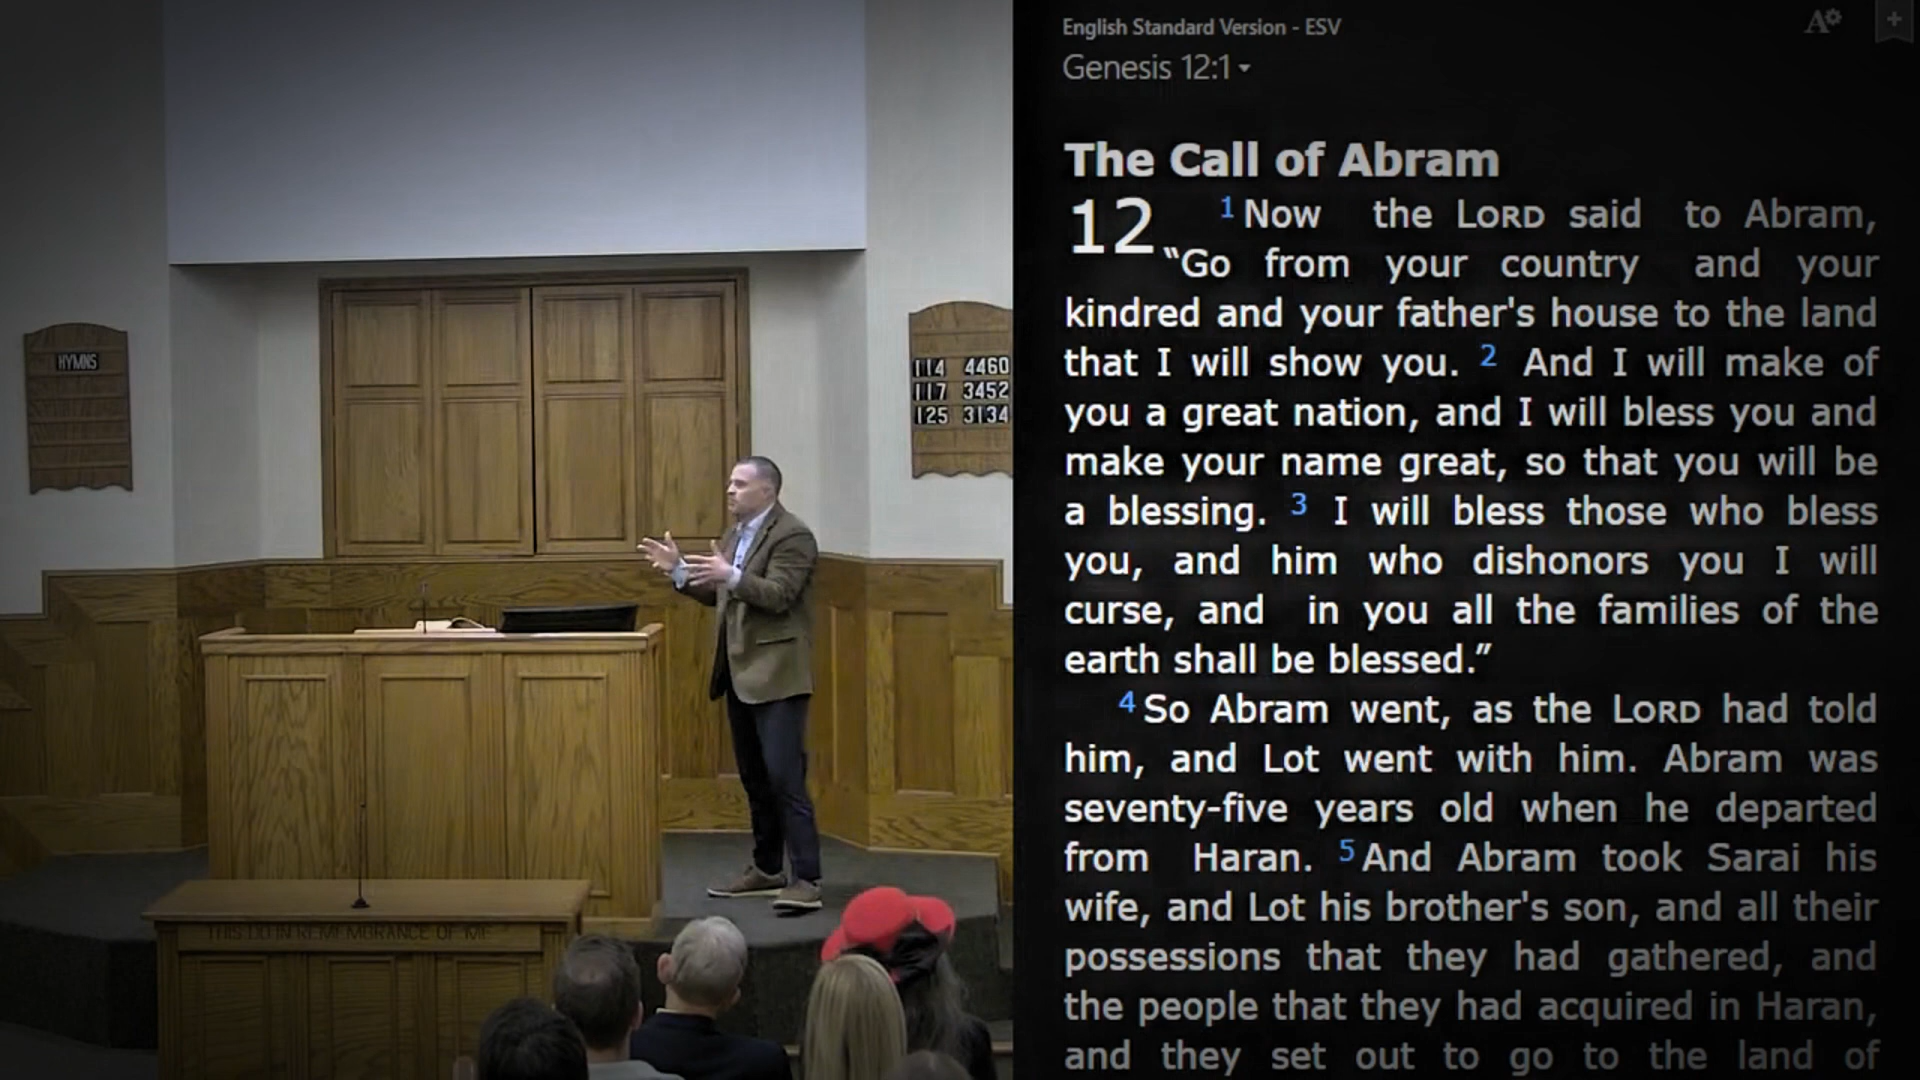 HYMNS
114 4460
117 3452
125 3134
THIS DO IN REMEMBRANCE OF ME
English Standard Version - ESV
Genesis 12:1
The Call of Abram
12 1 Now the LORD said to Abram,
“Go from your country and your
kindred and your father's house to the land
that I will show you. 2 And I will make of
you a great nation, and I will bless you and
make your name great, so that you will be
a blessing. 3 I will bless those who bless
you, and him who dishonors you I will
curse, and in you all the families of the
earth shall be blessed.”
4 So Abram went, as the LORD had told
him, and Lot went with him. Abram was
seventy-five years old when he departed
from Haran. 5 And Abram took Sarai his
wife, and Lot his brother's son, and all their
possessions that they had gathered, and
the people that they had acquired in Haran,
and they set out to go to the land of